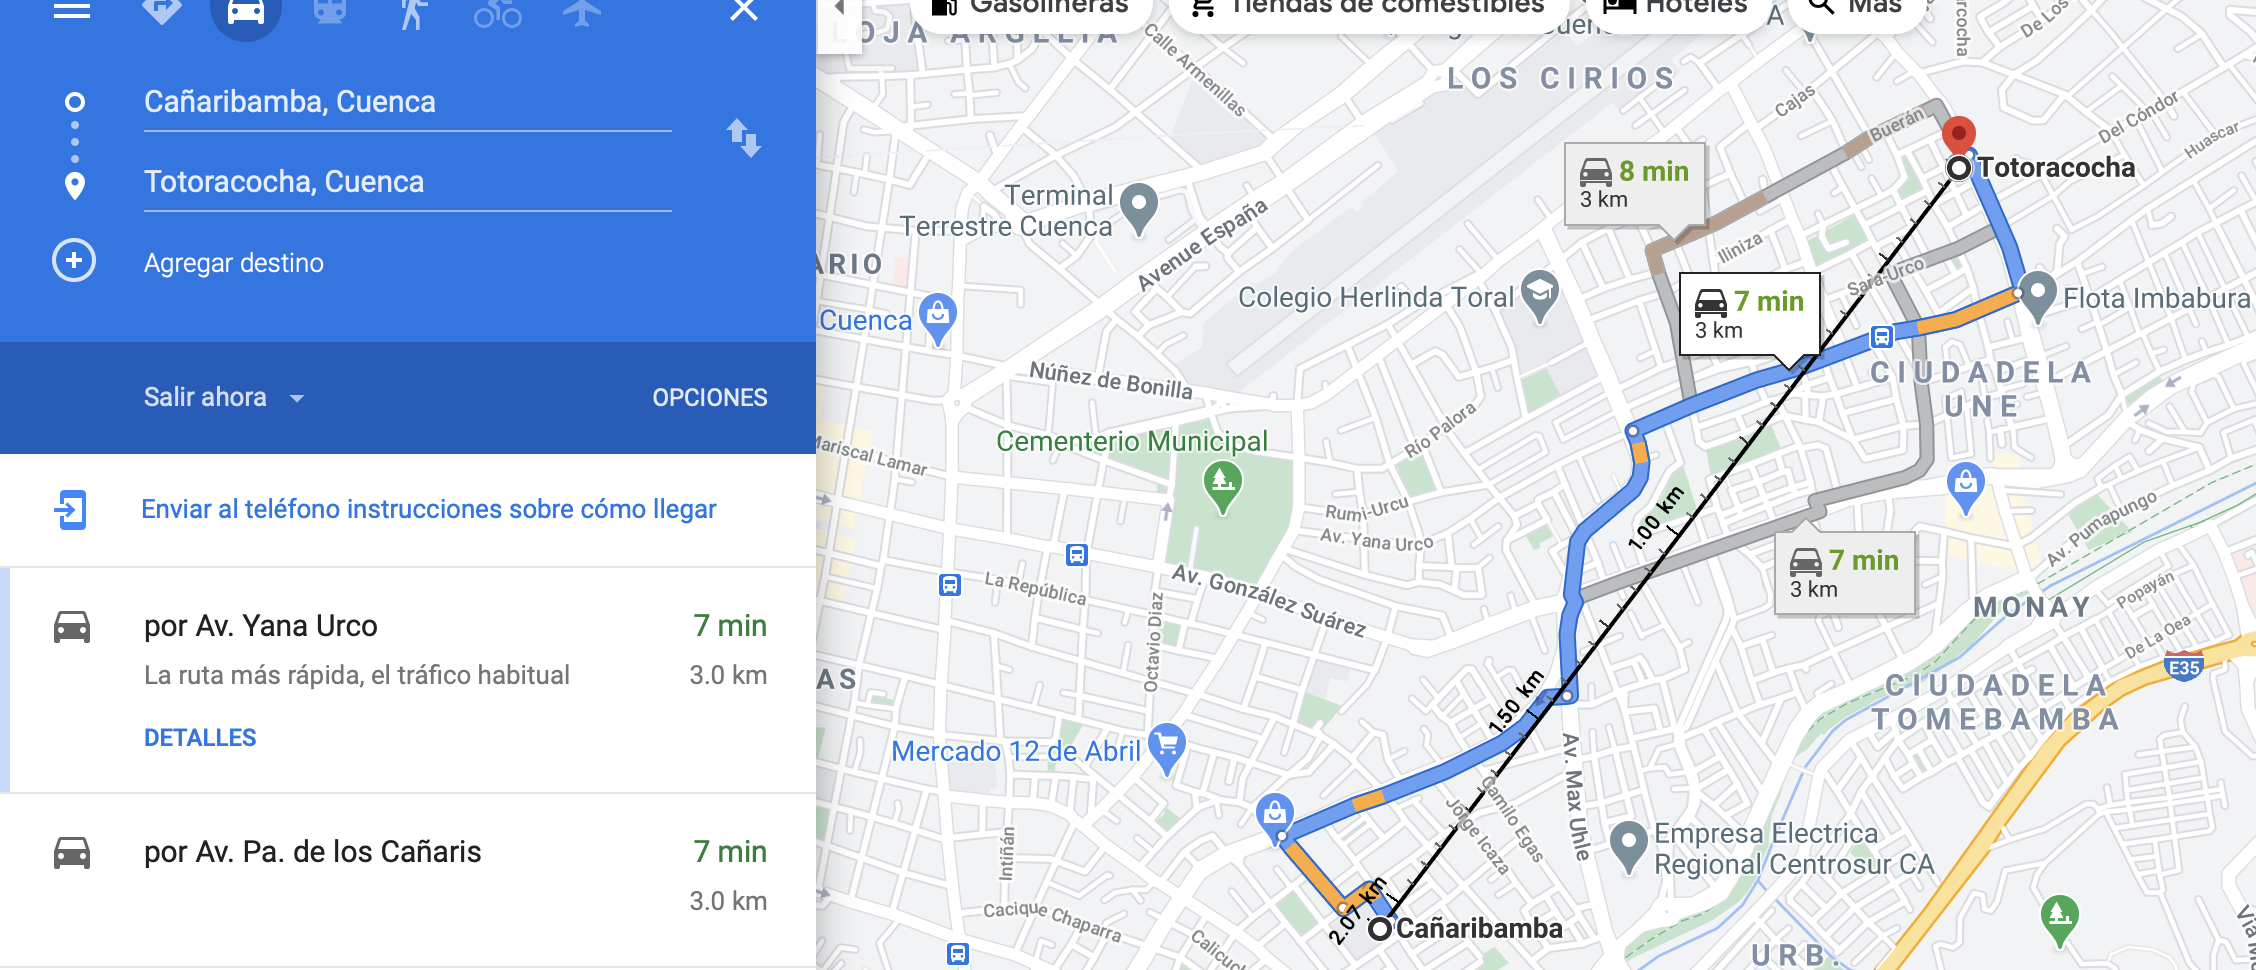 Gasolineras
Tiendas de comestibles
Hoteles
Más
Cañaribamba, Cuenca
Totoracocha, Cuenca
Agregar destino
Salir ahora
OPCIONES
Enviar al teléfono instrucciones sobre cómo llegar
por Av. Yana Urco
7 min
La ruta más rápida, el tráfico habitual
3.0 km
DETALLES
por Av. Pa. de los Cañaris
7 min
3.0 km
LOJA ARGELIA
Calle Armenillas
LOS CIRIOS
Cajas
De Los
Del Cóndor
Huascar
Buerán
8 min
3 km
Totoracocha
Terminal
Terrestre Cuenca
Avenue España
ARIO
Iliniza
Sara-Urco
Colegio Herlinda Toral
7 min
3 km
Flota Imbabura
Cuenca
Núñez de Bonilla
CIUDADELA
UNE
Río Palora
Cementerio Municipal
Mariscal Lamar
1.00 km
Rumi-Urcu
Av. Yana Urco
Av. Pumapungo
7 min
3 km
La República
Av. González Suárez
Popayán
MONAY
De La Oea
Octavio Díaz
E35
AS
CIUDADELA
TOMEBAMBA
1.50 km
Mercado 12 de Abril
Av. Max Uhle
Camilo Egas
Jorge Icaza
Empresa Electrica
Regional Centrosur CA
Intiñán
2.07 km
Cañaribamba
Cacique Chaparra
Calicuc
URB.